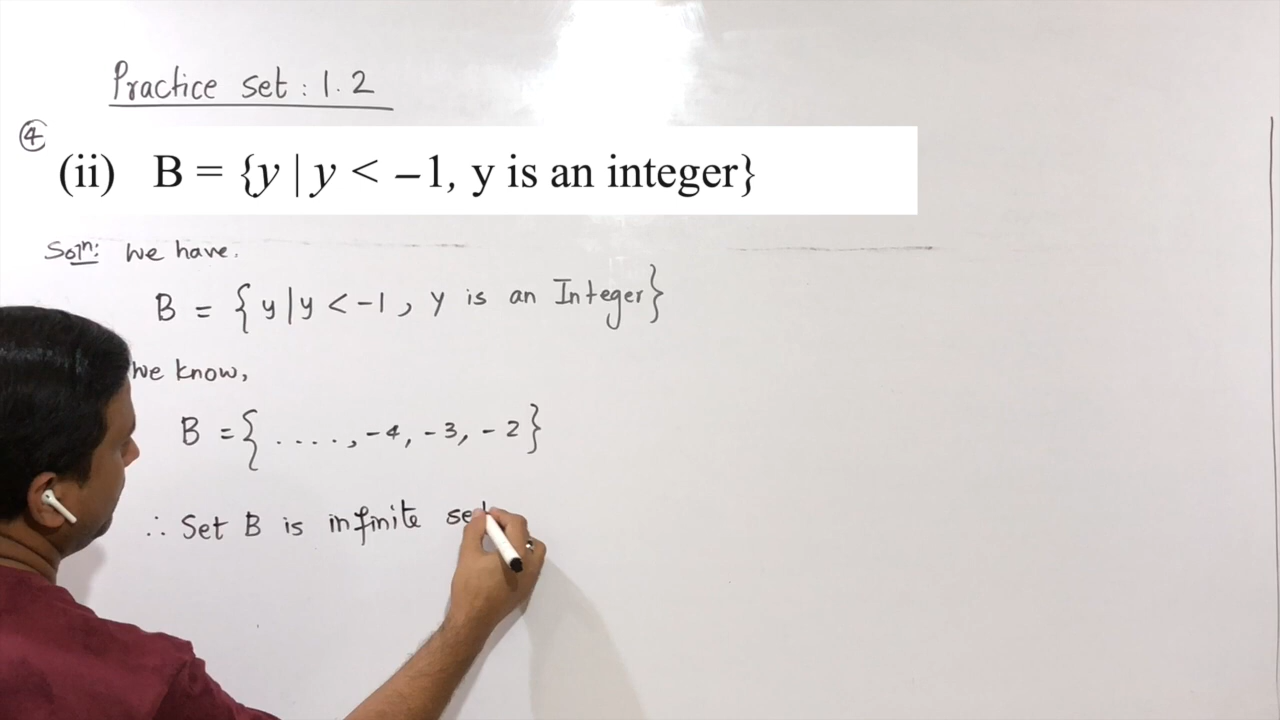 Practice set : 1.2
④
(ii) B = {y | y < –1, y is an integer}
Soln: We have.
B = { y | y < -1 , y is an Integer}
We know,
B = { ...., -4, -3, -2 }
∴ Set B is infinite set